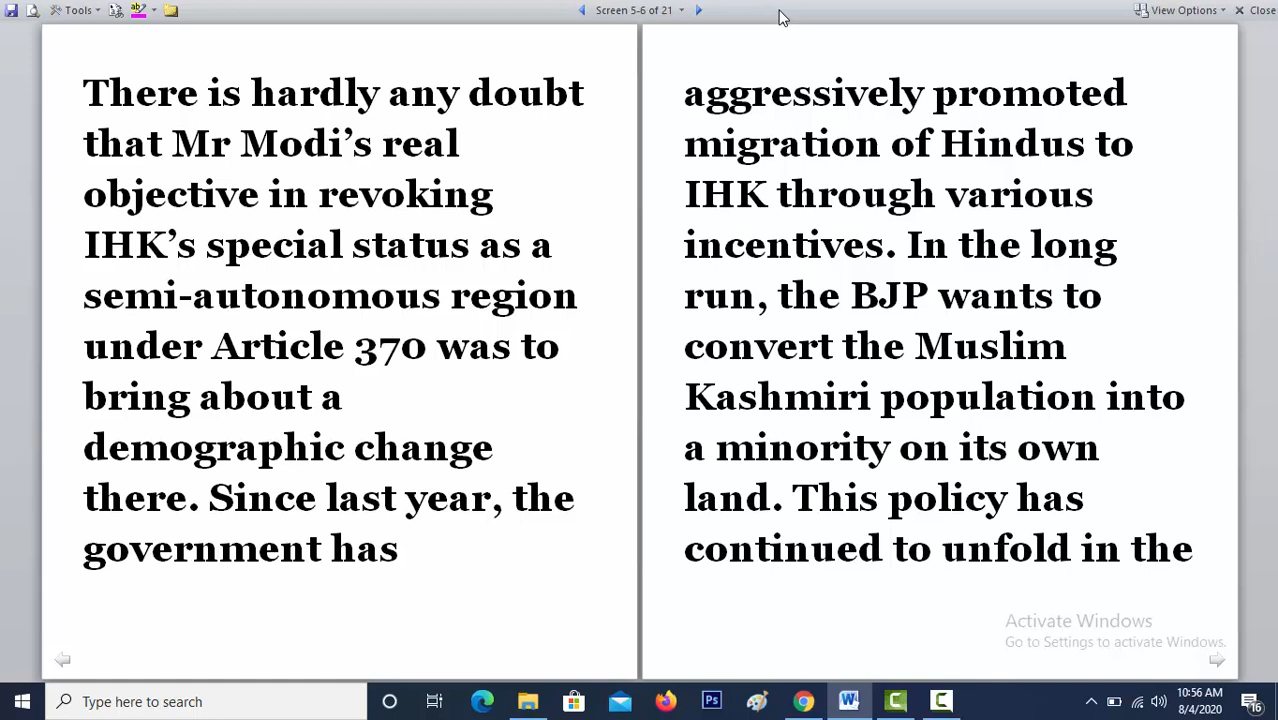 Tools
Screen 5-6 of 21
View Options
Close
There is hardly any doubt
that Mr Modi’s real
objective in revoking
IHK’s special status as a
semi-autonomous region
under Article 370 was to
bring about a
demographic change
there. Since last year, the
government has
aggressively promoted
migration of Hindus to
IHK through various
incentives. In the long
run, the BJP wants to
convert the Muslim
Kashmiri population into
a minority on its own
land. This policy has
continued to unfold in the
Activate Windows
Go to Settings to activate Windows.
Type here to search
10:56 AM
8/4/2020
16